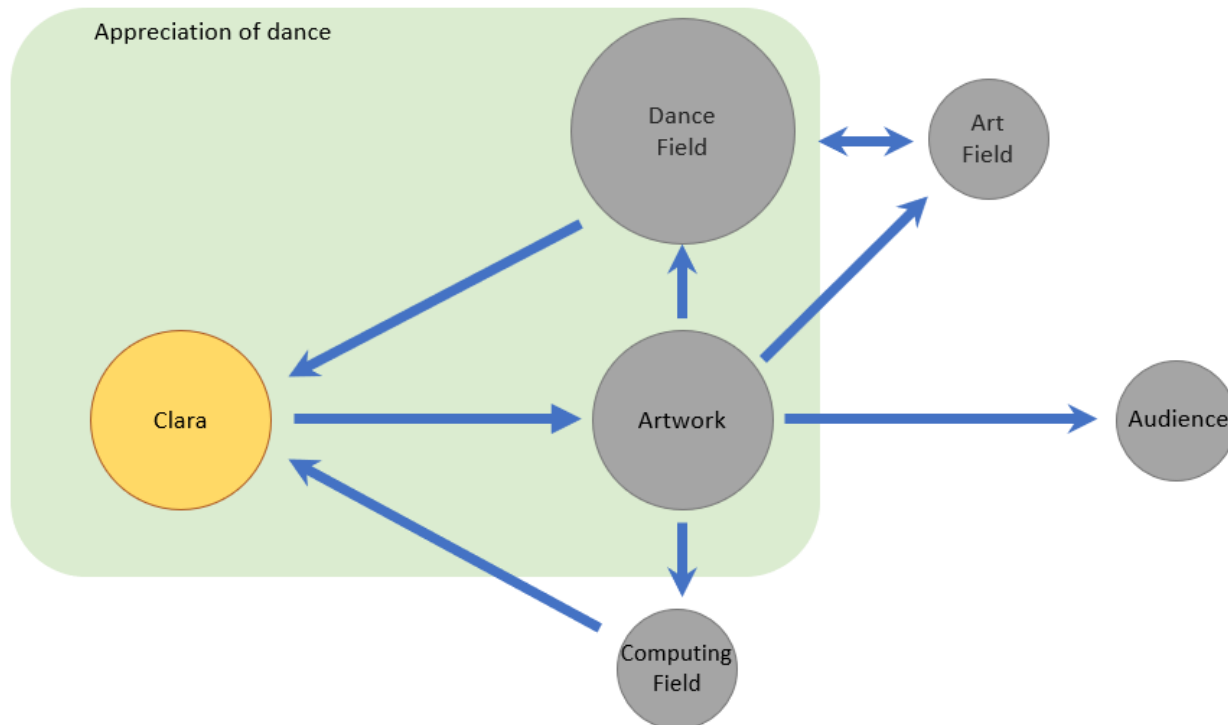 Appreciation of dance
Dance
Field
Art
Field
Clara
Artwork
Audience
Computing
Field